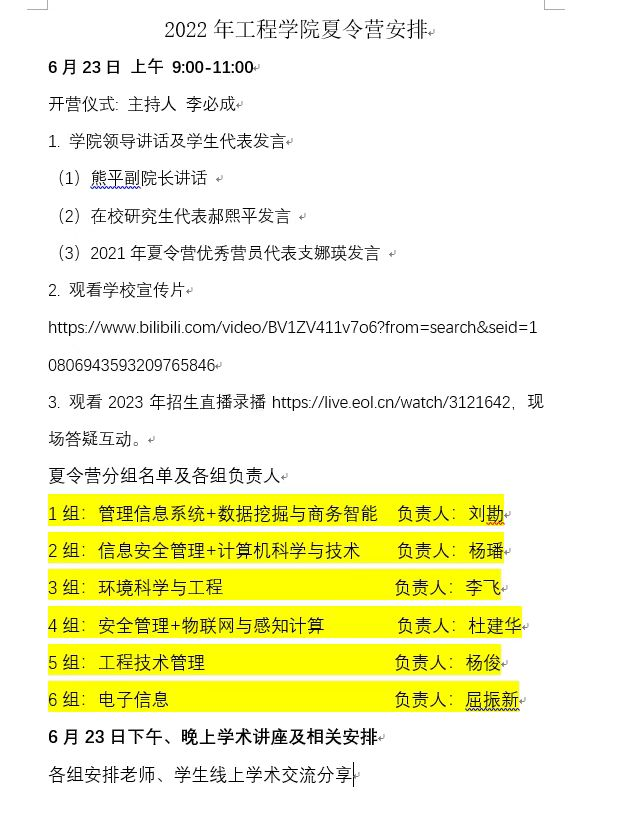 2022 年工程学院夏令营安排
6 月 23 日 上午 9:00-11:00
开营仪式: 主持人 李必成
1. 学院领导讲话及学生代表发言
（1）熊平副院长讲话
（2）在校研究生代表郝熙平发言
（3）2021 年夏令营优秀营员代表支娜瑛发言
2. 观看学校宣传片
https://www.bilibili.com/video/BV1ZV411v7o6?from=search&seid=1
0806943593209765846
3. 观看 2023 年招生直播录播 https://live.eol.cn/watch/3121642，现
场答疑互动。
夏令营分组名单及各组负责人
1 组：管理信息系统+数据挖掘与商务智能 负责人：刘勘
2 组：信息安全管理+计算机科学与技术 负责人：杨璠
3 组：环境科学与工程 负责人：李飞
4 组：安全管理+物联网与感知计算 负责人：杜建华
5 组：工程技术管理 负责人：杨俊
6 组：电子信息 负责人：屈振新
6 月 23 日下午、晚上学术讲座及相关安排
各组安排老师、学生线上学术交流分享